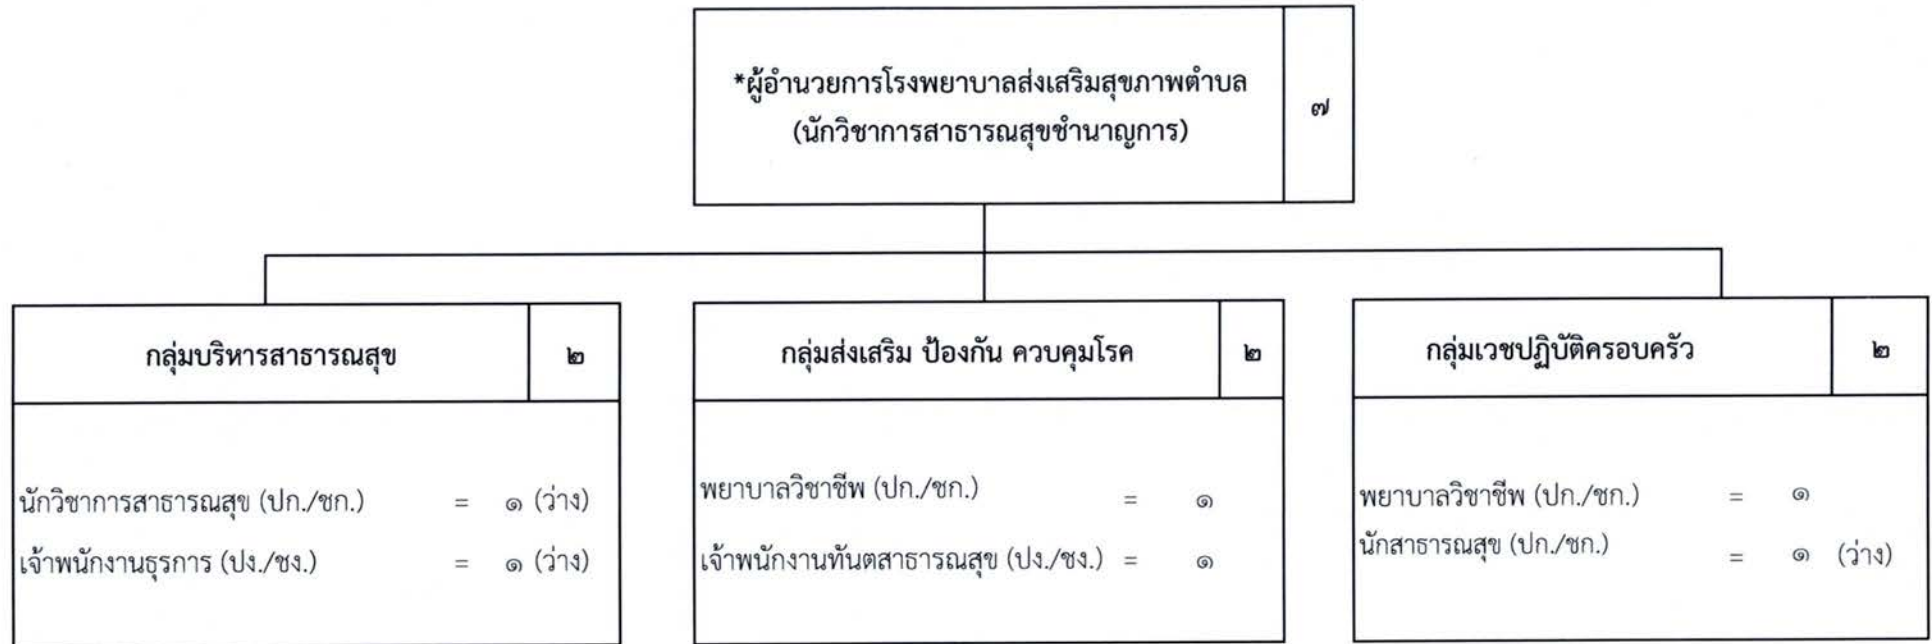 *ผู้อำนวยการโรงพยาบาลส่งเสริมสุขภาพตำบล
(นักวิชาการสาธารณสุขชำนาญการ)
๗
กลุ่มบริหารสาธารณสุข ๒
นักวิชาการสาธารณสุข (ปก./ชก.) = ๑ (ว่าง)
เจ้าพนักงานธุรการ (ปง./ชง.) = ๑ (ว่าง)
กลุ่มส่งเสริม ป้องกัน ควบคุมโรค ๒
พยาบาลวิชาชีพ (ปก./ชก.) = ๑
เจ้าพนักงานทันตสาธารณสุข (ปง./ชง.) = ๑
กลุ่มเวชปฏิบัติครอบครัว ๒
พยาบาลวิชาชีพ (ปก./ชก.) = ๑
นักสาธารณสุข (ปก./ชก.) = ๑ (ว่าง)